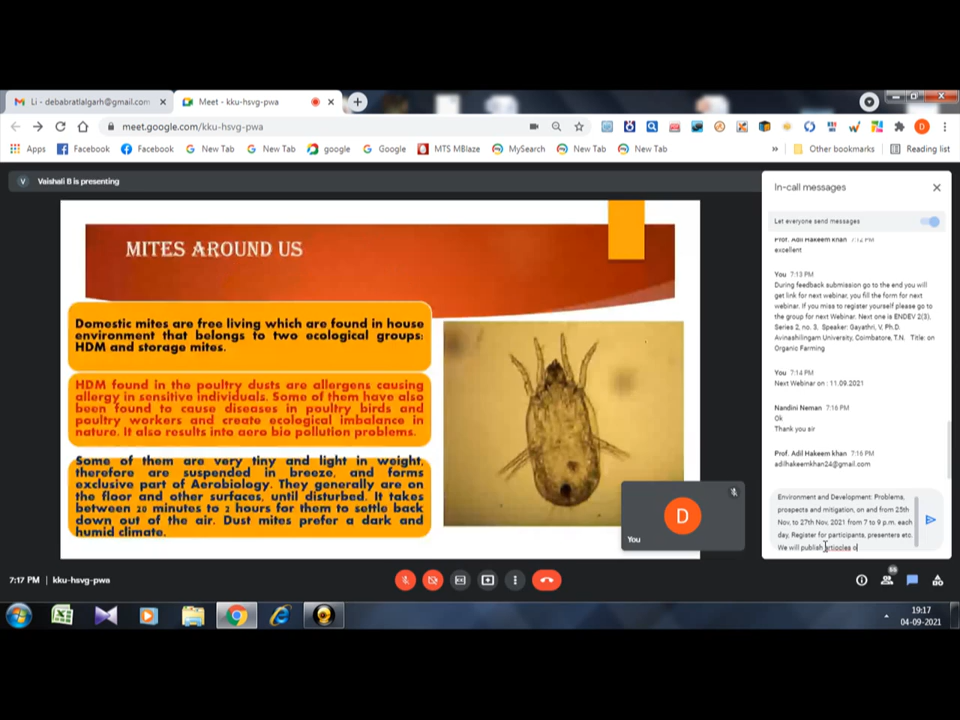 Li - debabratlalgarh@gmail.com
Meet - kku-hsvg-pwa
meet.google.com/kku-hsvg-pwa
Apps Facebook Facebook New Tab New Tab google Google MTS MBlaze MySearch New Tab New Tab » Other bookmarks Reading list
V Vaishali B is presenting
MITES AROUND US
Domestic mites are free living which are found in house
environment that belongs to two ecological groups:
HDM and storage mites.
HDM found in the poultry dusts are allergens causing
allergy in sensitive individuals. Some of them have also
been found to cause diseases in poultry birds and
poultry workers and create ecological imbalance in
nature. It also results into aero bio pollution problems.
Some of them are very tiny and light in weight,
therefore are suspended in breeze, and forms
exclusive part of Aerobiology. They generally are on
the floor and other surfaces, until disturbed. It takes
between 20 minutes to 2 hours for them to settle back
down out of the air. Dust mites prefer a dark and
humid climate.
D
You
In-call messages
Let everyone send messages
Prof. Adil Hakeem khan 7:12 PM
excellent
You 7:13 PM
During feedback submission go to the end you will
get link for next webinar, you fill the form for next
webinar. If you miss to register yourself please go to
the group for next Webinar. Next one is ENDEV 2(3),
Series 2, no. 3, Speaker: Gayathri, V, Ph.D.
Avinashilingam University, Coimbatore, T.N. Title: on
Organic Farming
You 7:14 PM
Next Webinar on : 11.09.2021
Nandini Neman 7:16 PM
Ok
Thank you sir
Prof. Adil Hakeem khan 7:16 PM
adilhakeemkhan24@gmail.com
Environment and Development: Problems,
prospects and mitigation, on and from 25th
Nov, to 27th Nov, 2021 from 7 to 9 p.m. each
day. Register for participants, presenters etc.
We will publish articcles o
7:17 PM | kku-hsvg-pwa
19:17
04-09-2021